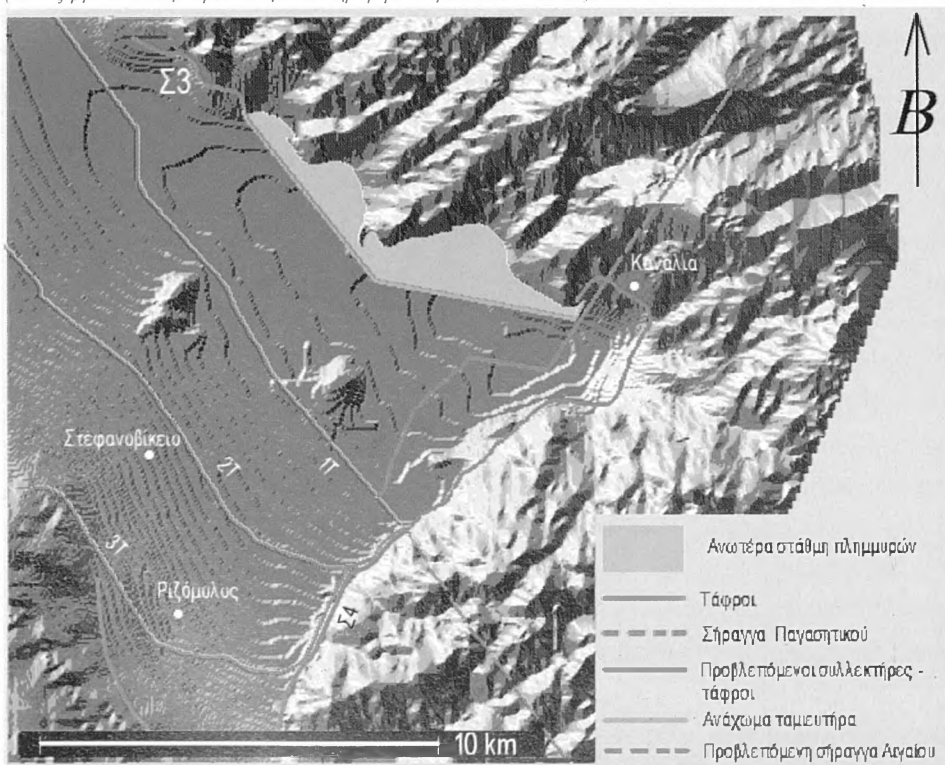 Σ3
B
Κανάλια
Στεφανοβίκειο
2Τ
1Τ
3Τ
Ριζόμυλος
Σ4
10 km
Ανωτέρα στάθμη πλημμυρών
Τάφροι
Σήραγγα Παγασητικού
Προβλεπόμενοι συλλεκτήρες -
τάφροι
Ανάχωμα ταμιευτήρα
Προβλεπόμενη σήραγγα Αιγαίου